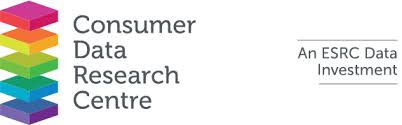 Consumer
Data
Research
Centre
An ESRC Data
Investment